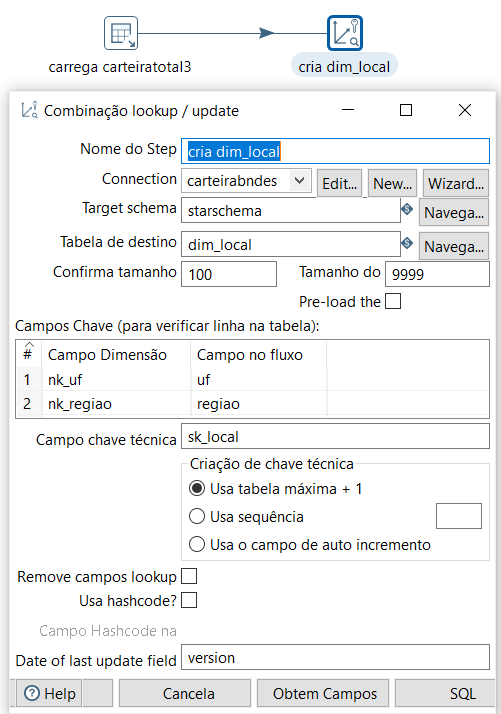 carrega carteiratotal3
cria dim_local
Combinação lookup / update
Nome do Step cria dim_local
Connection carteirabndes Edit... New... Wizard...
Target schema starschema Navega...
Tabela de destino dim_local Navega...
Confirma tamanho 100 Tamanho do 9999
Pre-load the
Campos Chave (para verificar linha na tabela):
# Campo Dimensão Campo no fluxo
1 nk_uf uf
2 nk_regiao regiao
Campo chave técnica sk_local
Criação de chave técnica
Usa tabela máxima + 1
Usa sequência
Usa o campo de auto incremento
Remove campos lookup
Usa hashcode?
Campo Hashcode na
Date of last update field version
Help Cancela Obtem Campos SQL